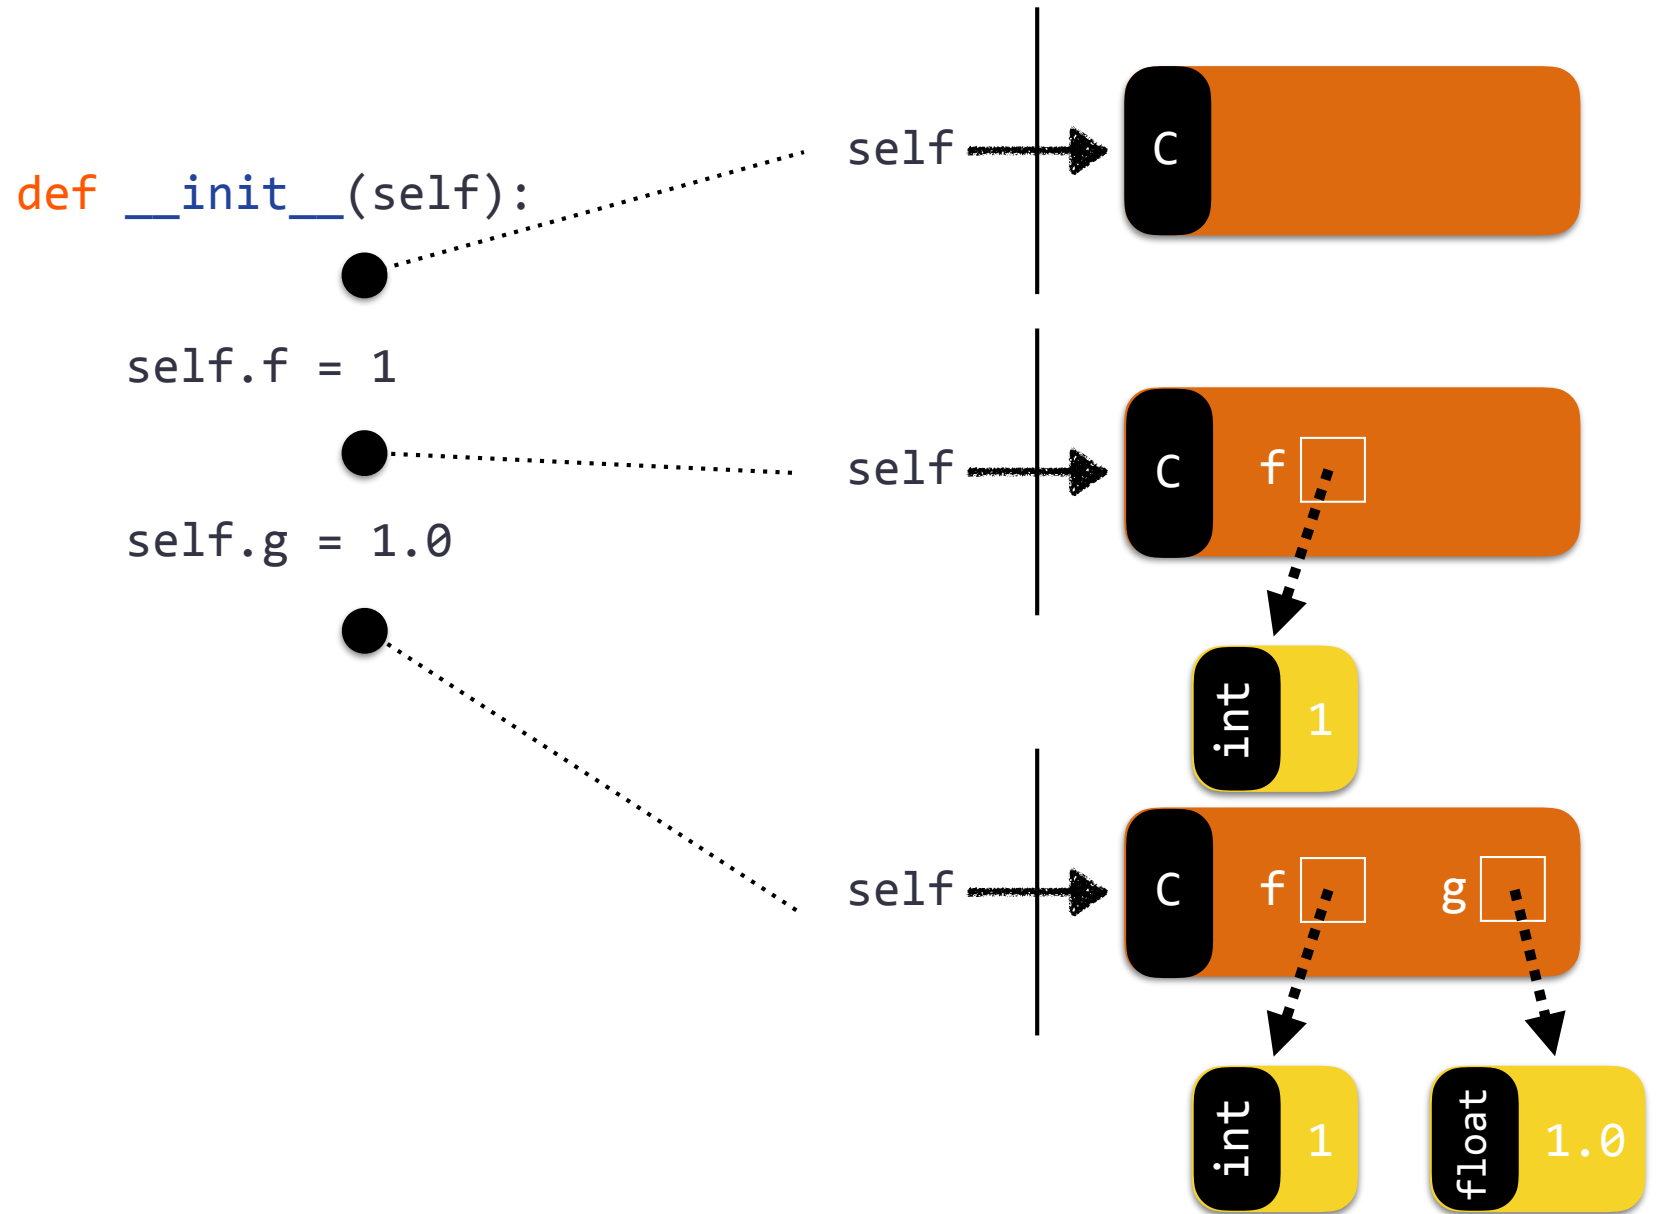 def __init__(self):
self.f = 1
self.g = 1.0
self
C
self
C f
int 1
self
C f g
int 1 float 1.0